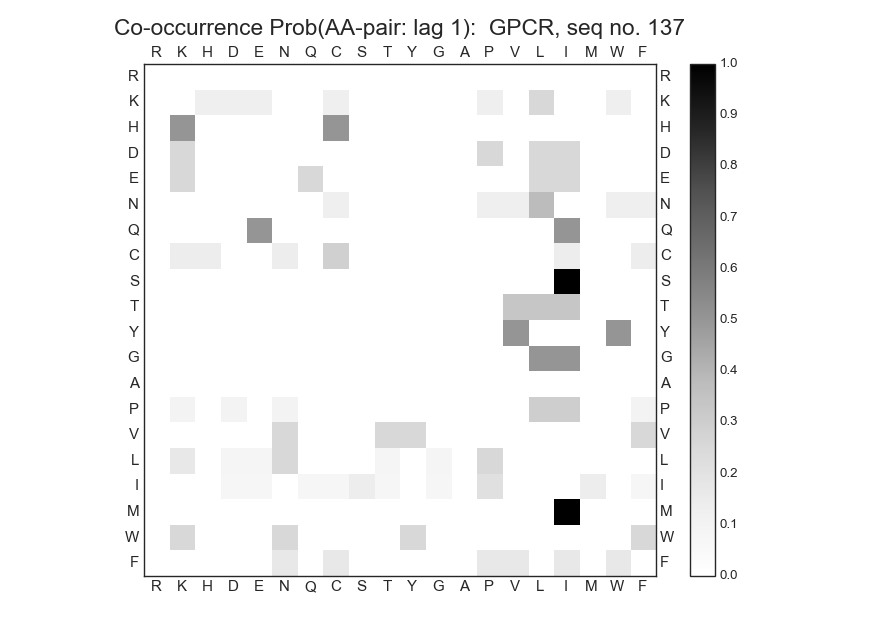 Co-occurrence Prob(AA-pair: lag 1):  GPCR, seq no. 137
R K H D E N Q C S T Y G A P V L I M W F
1.0
R R
K K
0.9
H H
0.8
D D
E E
0.7
N N
Q Q
0.6
C C
S S
0.5
T T
Y Y
0.4
G G
A A
0.3
P P
V V
0.2
L L
I I
0.1
M M
W W
F F
0.0
R K H D E N Q C S T Y G A P V L I M W F